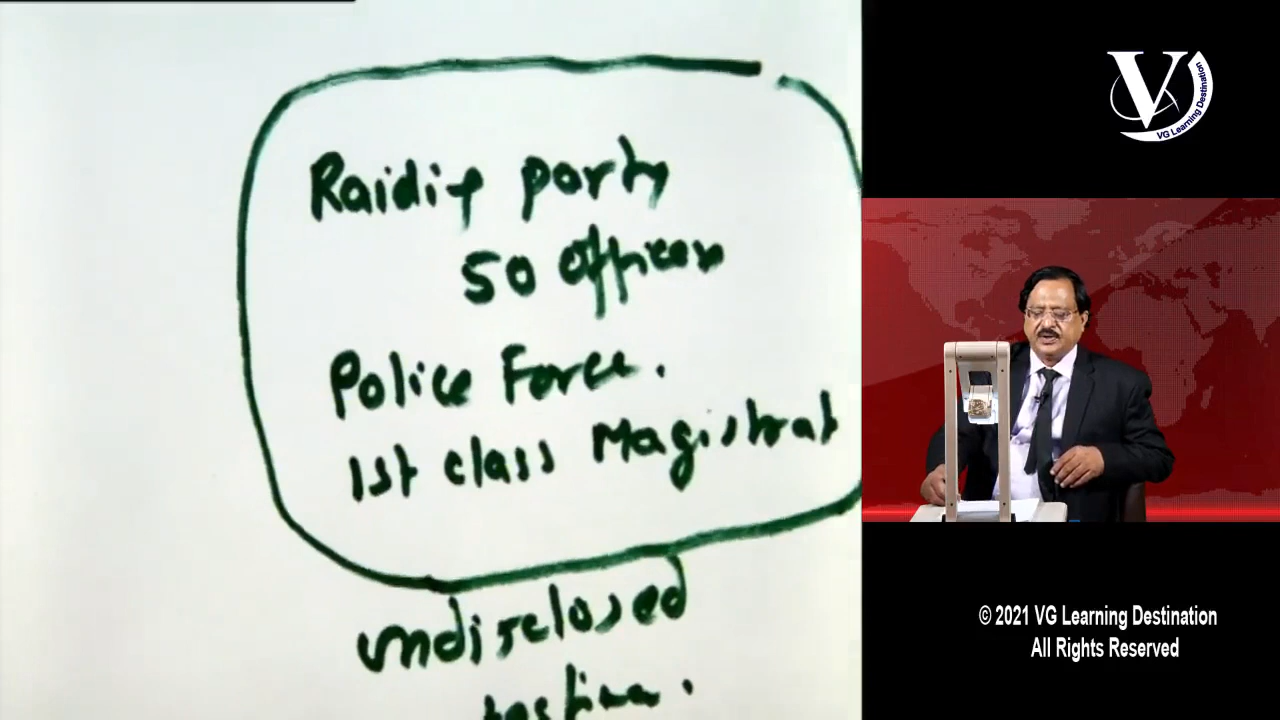 Raiding party
50 Officers
Police Force.
1st class Magistrat
undisclosed
V
VG Learning Destination
© 2021 VG Learning Destination
All Rights Reserved